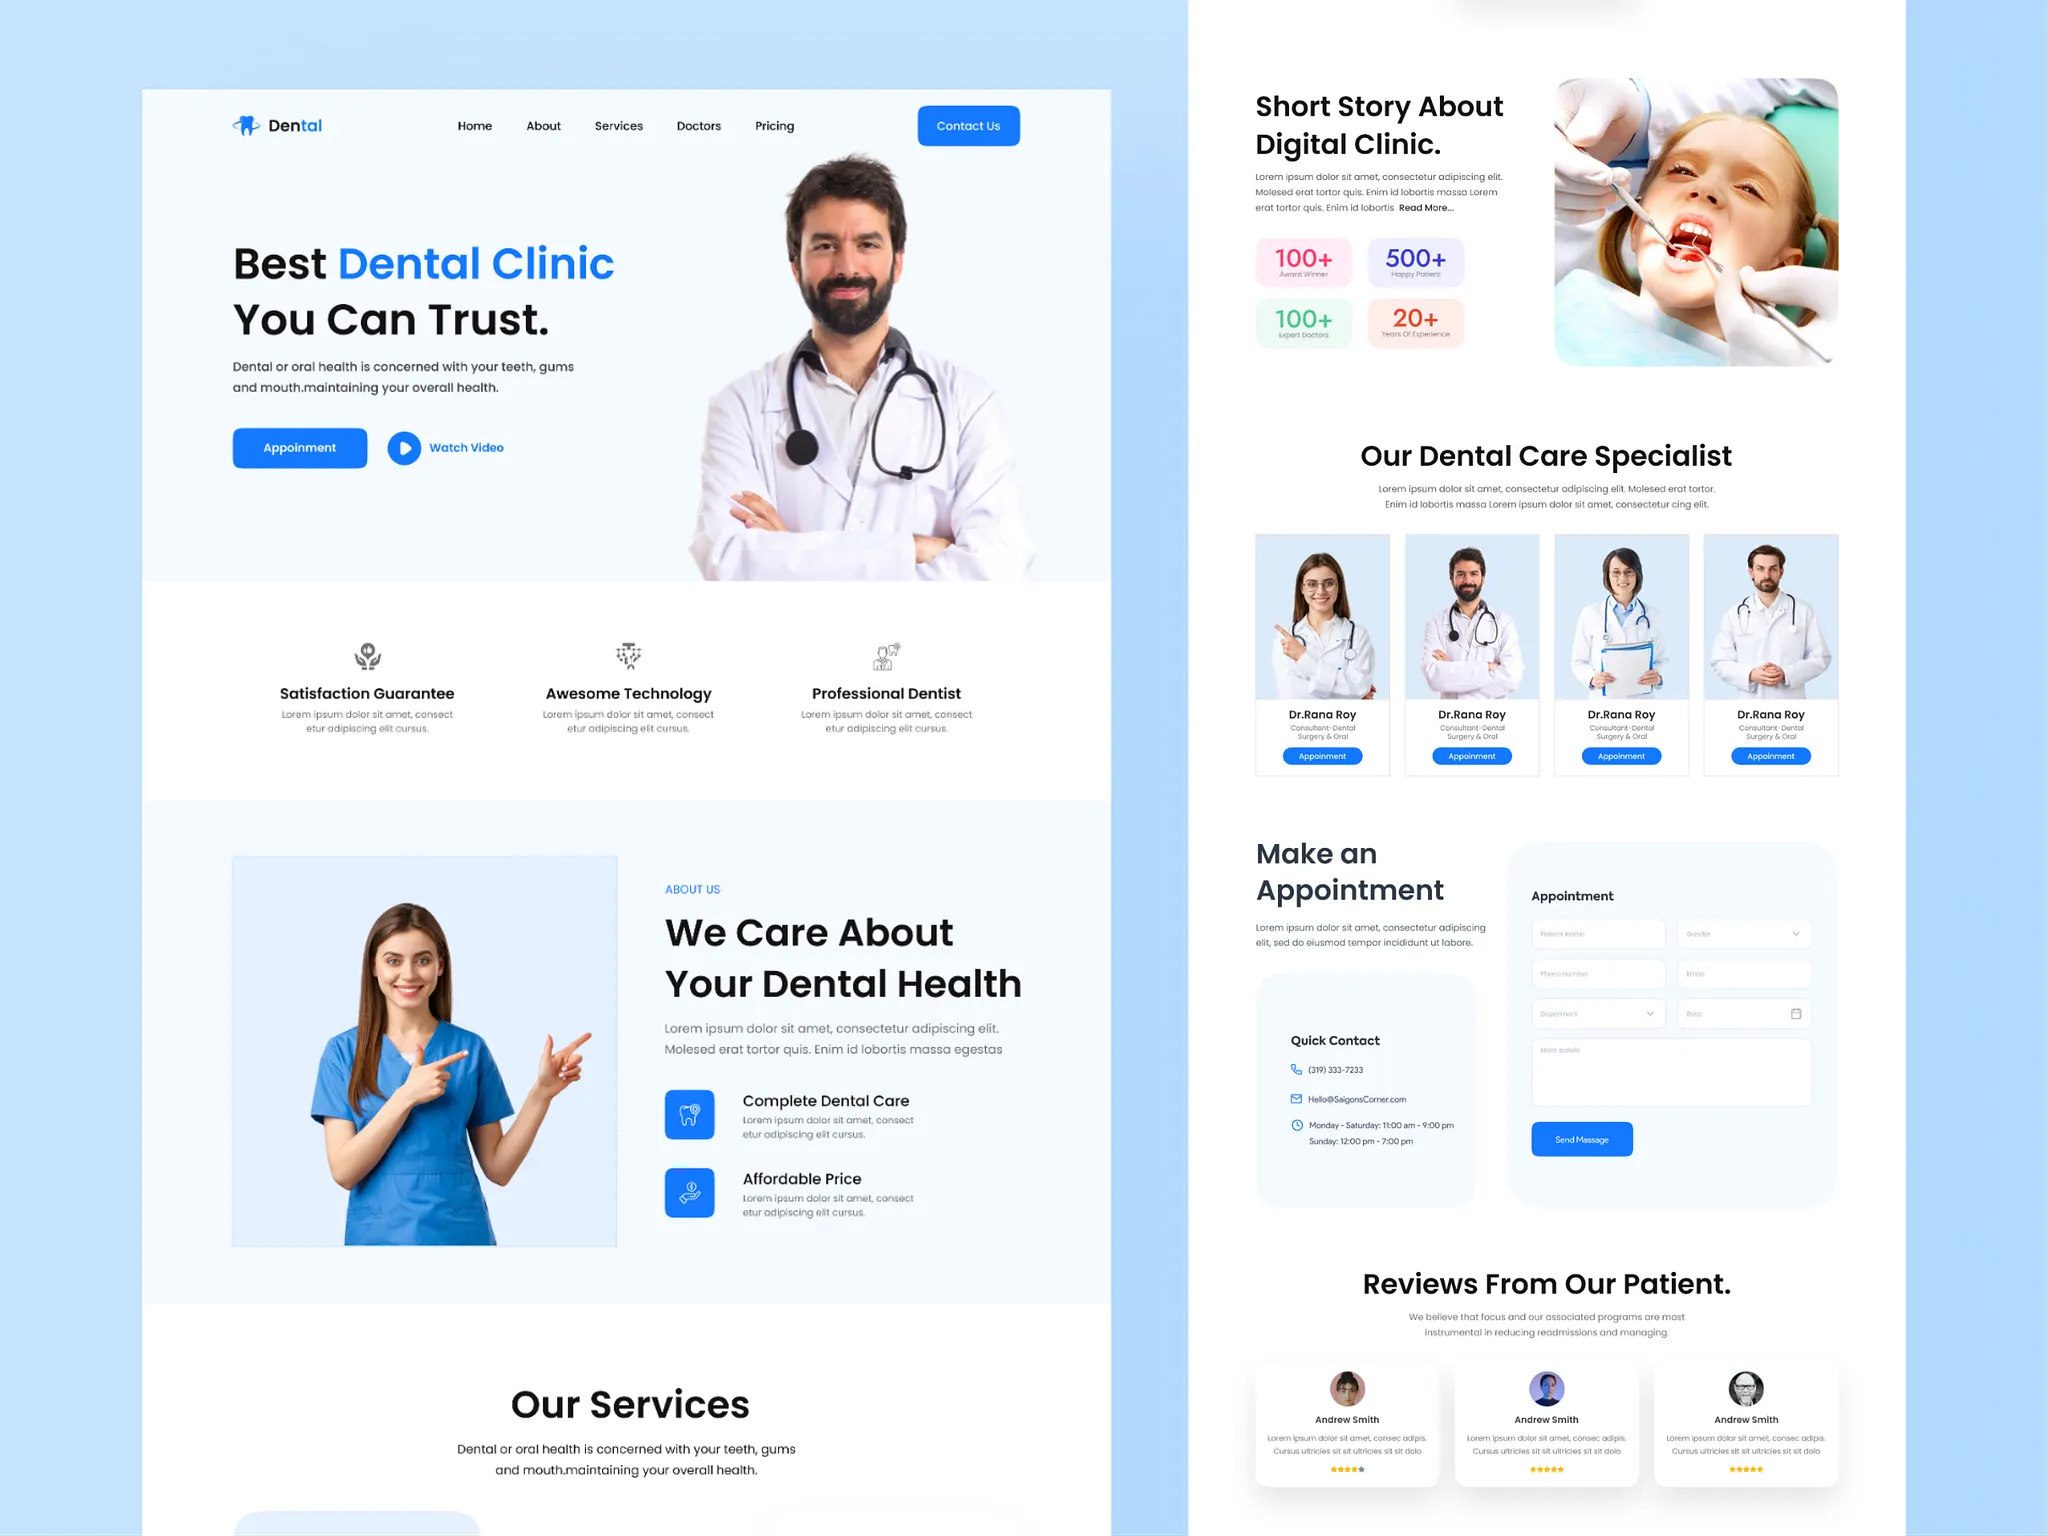 Dental
Home About Services Doctors Pricing
Contact Us
Best Dental Clinic
You Can Trust.
Dental or oral health is concerned with your teeth, gums
and mouth.maintaining your overall health.
Appoinment
Watch Video
Satisfaction Guarantee
Lorem ipsum dolor sit amet, consect
etur adipiscing elit cursus.
Awesome Technology
Lorem ipsum dolor sit amet, consect
etur adipiscing elit cursus.
Professional Dentist
Lorem ipsum dolor sit amet, consect
etur adipiscing elit cursus.
ABOUT US
We Care About
Your Dental Health
Lorem ipsum dolor sit amet, consectetur adipiscing elit.
Molesed erat tortor quis. Enim id lobortis massa egestas
Complete Dental Care
Lorem ipsum dolor sit amet, consect
etur adipiscing elit cursus.
Affordable Price
Lorem ipsum dolor sit amet, consect
etur adipiscing elit cursus.
Our Services
Dental or oral health is concerned with your teeth, gums
and mouth.maintaining your overall health.
Short Story About
Digital Clinic.
Lorem ipsum dolor sit amet, consectetur adipiscing elit.
Molesed erat tortor quis. Enim id lobortis massa Lorem
erat tortor quis. Enim id lobortis Read More...
100+
Award Winner
500+
Happy Patient
100+
Expert Doctors
20+
Years Of Experience
Our Dental Care Specialist
Lorem ipsum dolor sit amet, consectetur adipiscing elit. Molesed erat tortor.
Enim id lobortis massa Lorem ipsum dolor sit amet, consectetur cing elit.
Dr.Rana Roy
Consultant-Dental
Surgery & Oral
Appoinment
Dr.Rana Roy
Consultant-Dental
Surgery & Oral
Appoinment
Dr.Rana Roy
Consultant-Dental
Surgery & Oral
Appoinment
Dr.Rana Roy
Consultant-Dental
Surgery & Oral
Appoinment
Make an
Appointment
Lorem ipsum dolor sit amet, consectetur adipiscing
elit, sed do eiusmod tempor incididunt ut labore.
Quick Contact
(319) 333-7233
Hello@SaigonsCorner.com
Monday - Saturday: 11:00 am - 9:00 pm
Sunday: 12:00 pm - 7:00 pm
Appointment
Patient Name
Gender
Phone number
Email
Department
Date
More details
Send Massage
Reviews From Our Patient.
We believe that focus and our associated programs are most
instrumental in reducing readmissions and managing.
Andrew Smith
Lorem ipsum dolor sit amet, consec adipis.
Cursus ultricies sit sit ultricies sit sit dolo
Andrew Smith
Lorem ipsum dolor sit amet, consec adipis.
Cursus ultricies sit sit ultricies sit sit dolo
Andrew Smith
Lorem ipsum dolor sit amet, consec adipis.
Cursus ultricies sit sit ultricies sit sit dolo